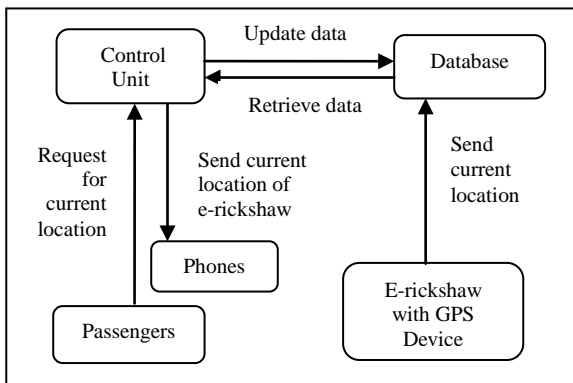 Update data
Control
Unit
Database
Retrieve data
Request
for
current
location
Send current
location of
e-rickshaw
Send
current
location
Phones
Passengers
E-rickshaw
with GPS
Device